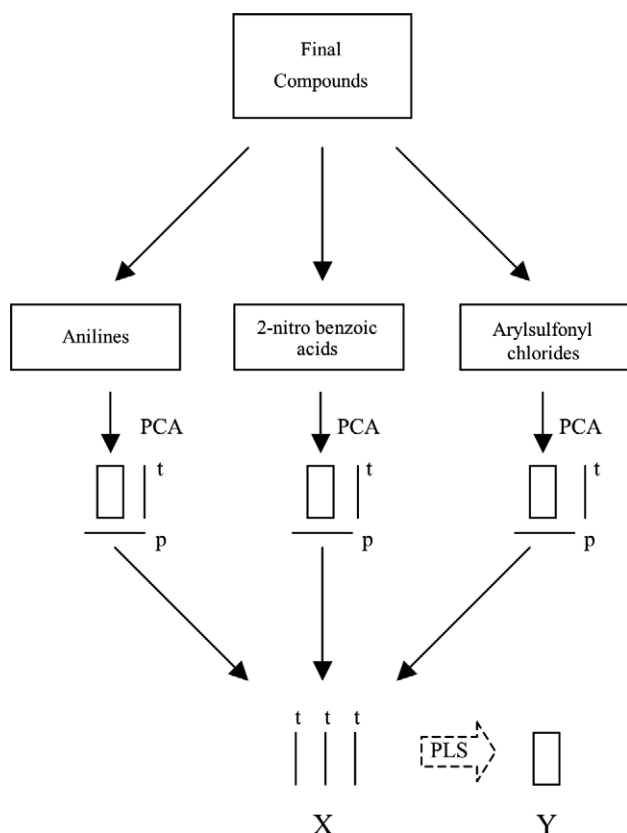 Final
Compounds
Anilines
2-nitro benzoic
acids
Arylsulfonyl
chlorides
PCA
PCA
PCA
t
t
t
p
p
p
t t t
PLS
X
Y